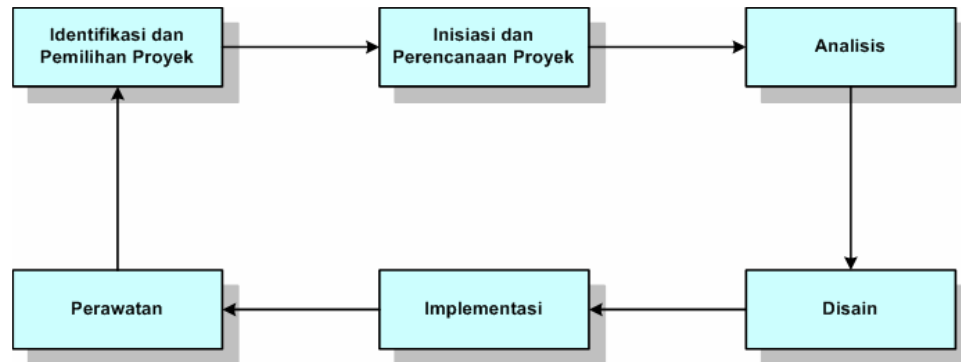 Identifikasi dan
Pemilihan Proyek
Inisiasi dan
Perencanaan Proyek
Analisis
Perawatan
Implementasi
Disain